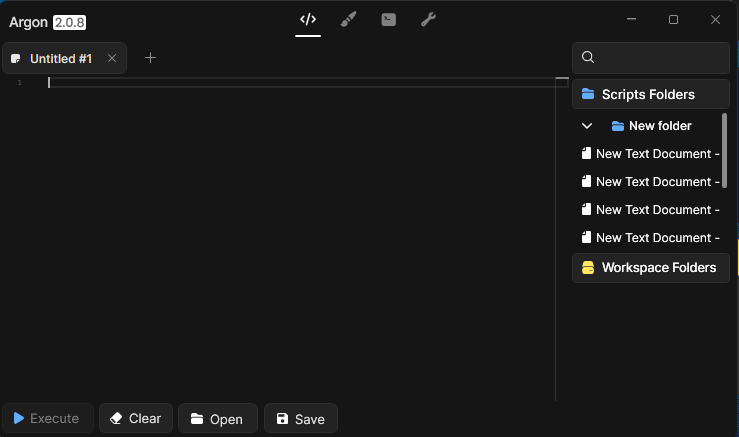 Argon 2.0.8
Untitled #1
1
Scripts Folders
New folder
New Text Document -
New Text Document -
New Text Document -
New Text Document -
Workspace Folders
Execute Clear Open Save